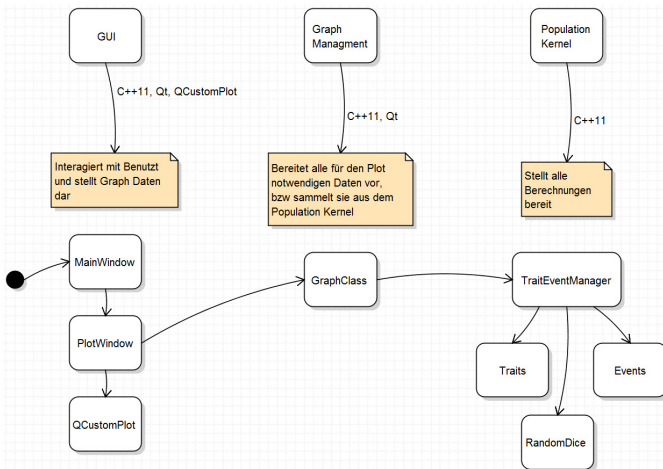 GUI
Graph
Managment
Population
Kernel
C++11, Qt, QCustomPlot
C++11, Qt
C++11
Interagiert mit Benutzt
und stellt Graph Daten
dar
Bereitet alle für den Plot
notwendigen Daten vor,
bzw sammelt sie aus dem
Population Kernel
Stellt alle
Berechnungen
bereit
MainWindow
GraphClass
TraitEventManager
PlotWindow
Traits
Events
QCustomPlot
RandomDice